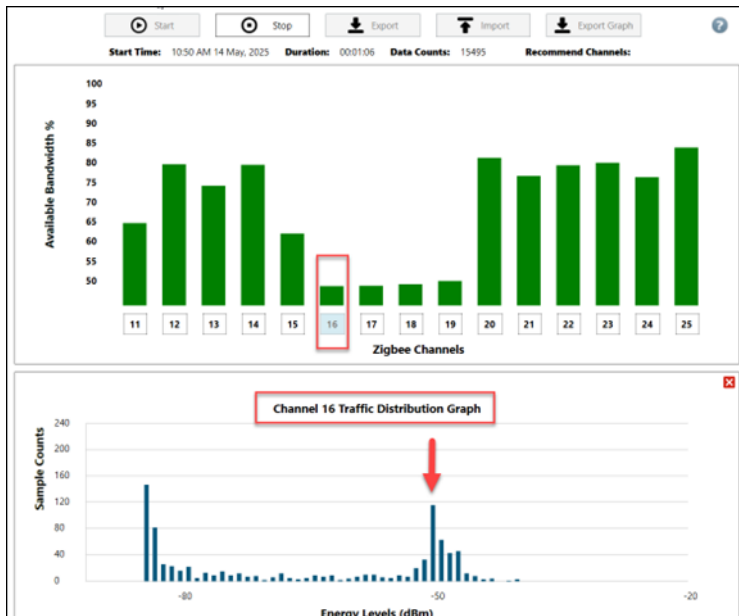 Start Stop Export Import Export Graph ?
Start Time: 10:50 AM 14 May, 2025 Duration: 00:01:06 Data Counts: 15495 Recommend Channels:
100
95
90
85
80
75
70
65
60
55
50
Available Bandwidth %
11 12 13 14 15 16 17 18 19 20 21 22 23 24 25
Zigbee Channels
Channel 16 Traffic Distribution Graph
240
200
160
120
80
40
0
Sample Counts
-80 -50 -20
Energy Levels (dBm)